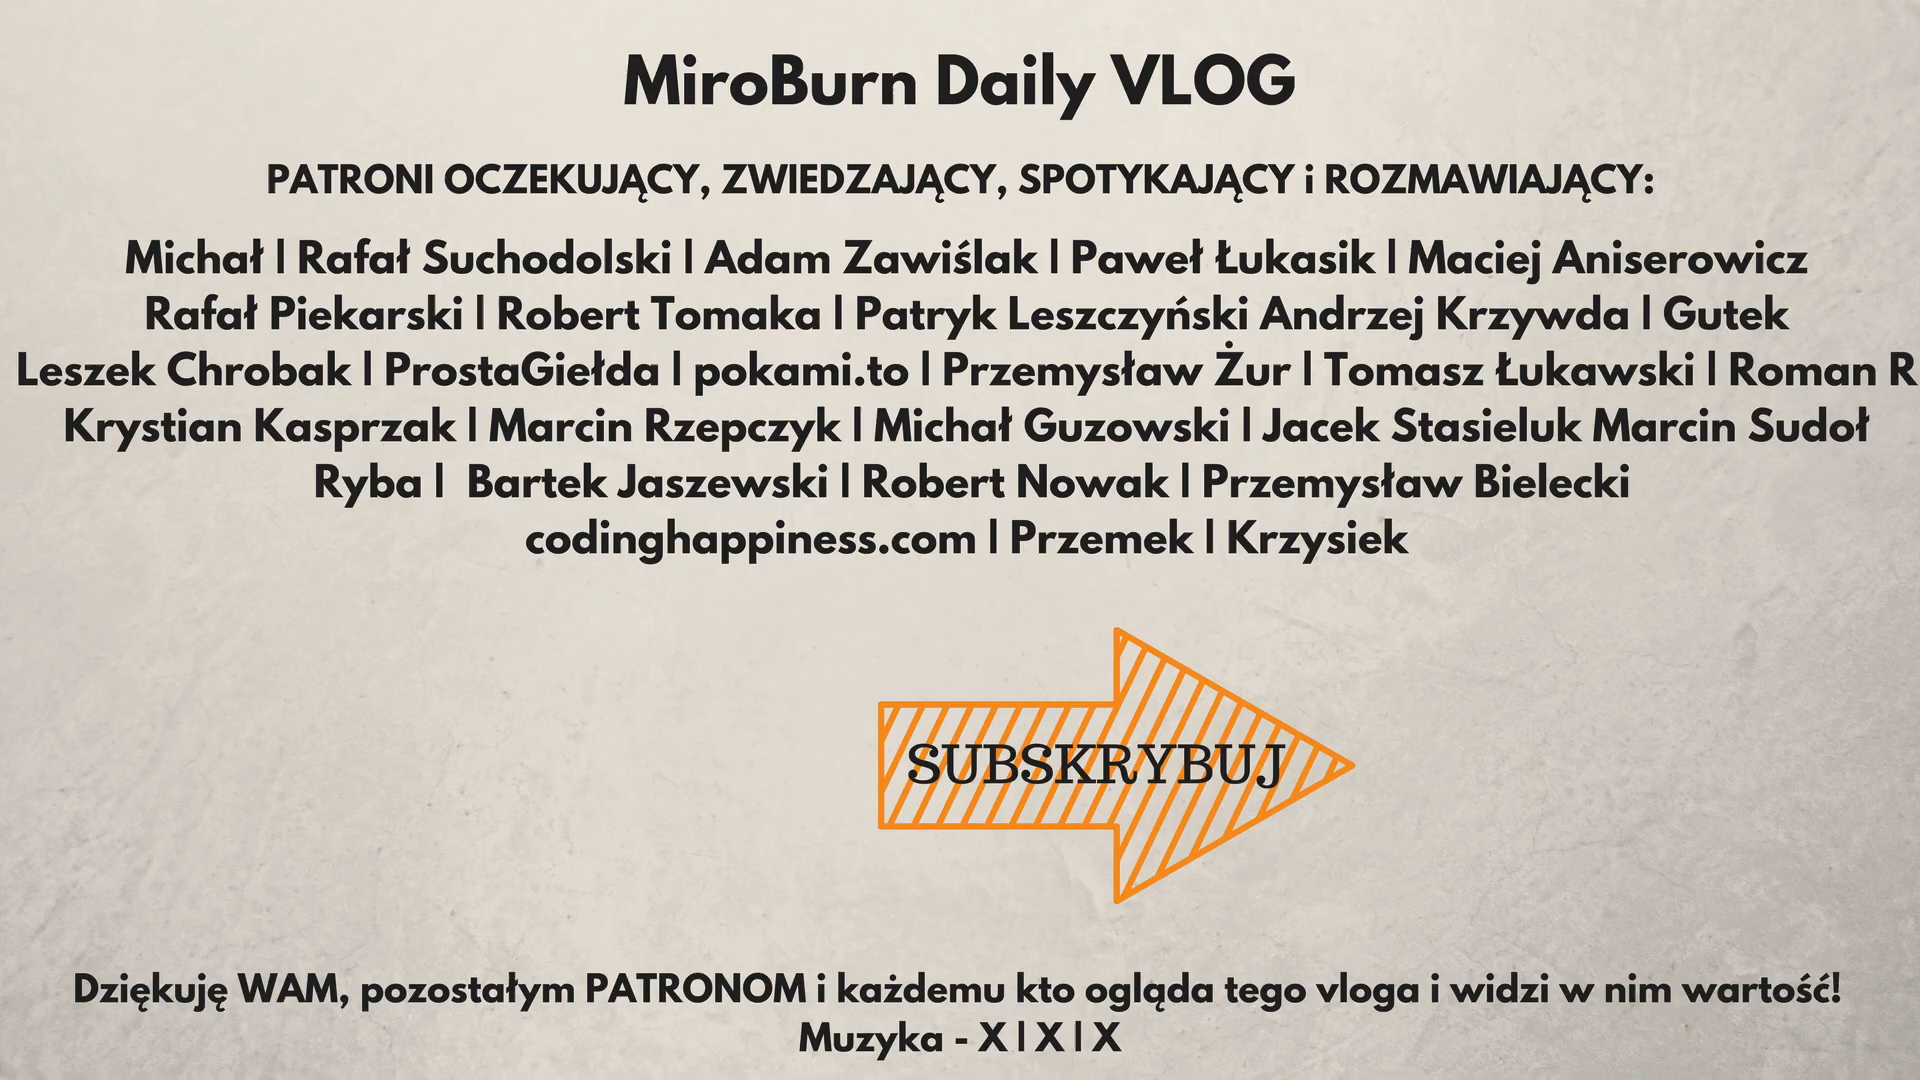 MiroBurn Daily VLOG
PATRONI OCZEKUJĄCY, ZWIEDZAJĄCY, SPOTYKAJĄCY i ROZMAWIAJĄCY:
Michał | Rafał Suchodolski | Adam Zawiślak | Paweł Łukasik | Maciej Aniserowicz
Rafał Piekarski | Robert Tomaka | Patryk Leszczyński Andrzej Krzywda | Gutek
Leszek Chrobak | ProstaGiełda | pokami.to | Przemysław Żur | Tomasz Łukawski | Roman R
Krystian Kasprzak | Marcin Rzepczyk | Michał Guzowski | Jacek Stasieluk Marcin Sudoł
Ryba |  Bartek Jaszewski | Robert Nowak | Przemysław Bielecki
codinghappiness.com | Przemek | Krzysiek
SUBSKRYBUJ
Dziękuję WAM, pozostałym PATRONOM i każdemu kto ogląda tego vloga i widzi w nim wartość!
Muzyka - X | X | X